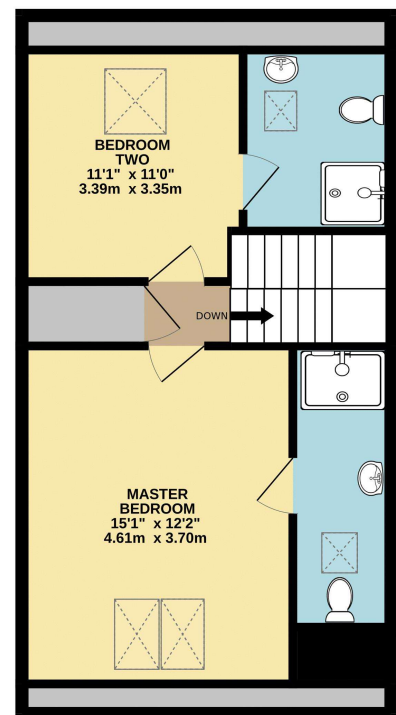 BEDROOM
TWO
11'1" x 11'0"
3.39m x 3.35m
DOWN
MASTER
BEDROOM
15'1" x 12'2"
4.61m x 3.70m